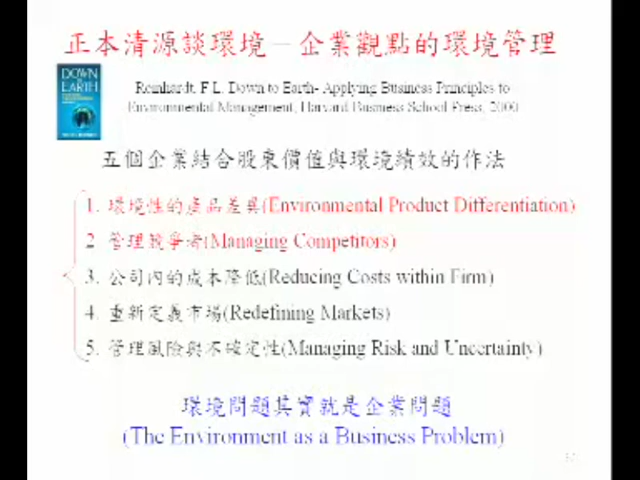 正本清源談環境－企業觀點的環境管理
DOWN
EARTH
Reinhardt, F.L. Down to Earth- Applying Business Principles to
Environmental Management, Harvard Business School Press, 2000
五個企業結合股東價值與環境績效的作法
1. 環境性的產品差異(Environmental Product Differentiation)
2. 管理競爭者(Managing Competitors)
3. 公司內的成本降低(Reducing Costs within Firm)
4. 重新定義市場(Redefining Markets)
5. 管理風險與不確定性(Managing Risk and Uncertainty)
環境問題其實就是企業問題
(The Environment as a Business Problem)